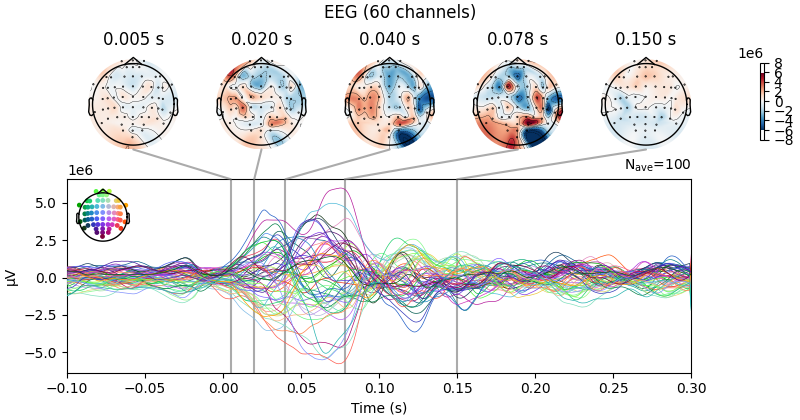 EEG (60 channels)
0.005 s 0.020 s 0.040 s 0.078 s 0.150 s
1e6
8
6
4
2
0
−2
−4
−6
−8
N_ave=100
1e6
5.0
2.5
0.0
−2.5
−5.0
µV
−0.10 −0.05 0.00 0.05 0.10 0.15 0.20 0.25 0.30
Time (s)